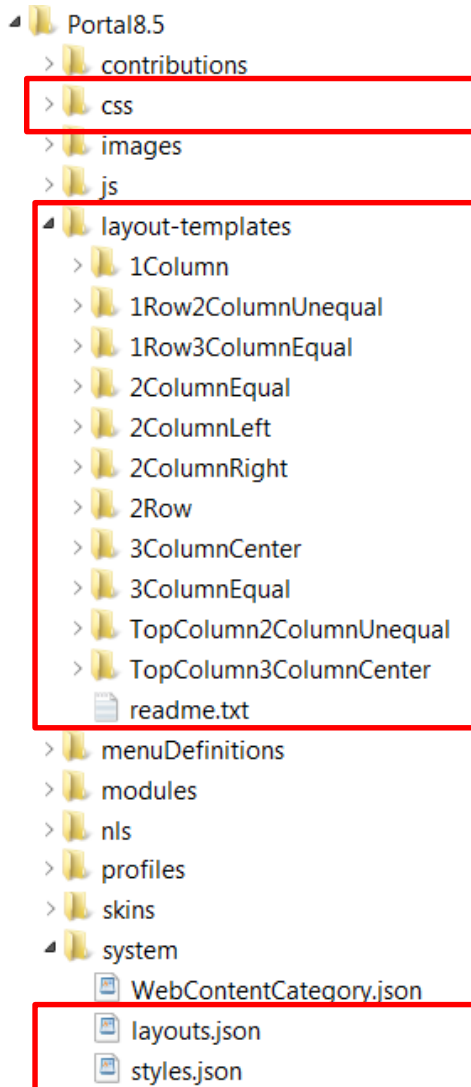 Portal8.5
contributions
css
images
js
layout-templates
1Column
1Row2ColumnUnequal
1Row3ColumnEqual
2ColumnEqual
2ColumnLeft
2ColumnRight
2Row
3ColumnCenter
3ColumnEqual
TopColumn2ColumnUnequal
TopColumn3ColumnCenter
readme.txt
menuDefinitions
modules
nls
profiles
skins
system
WebContentCategory.json
layouts.json
styles.json